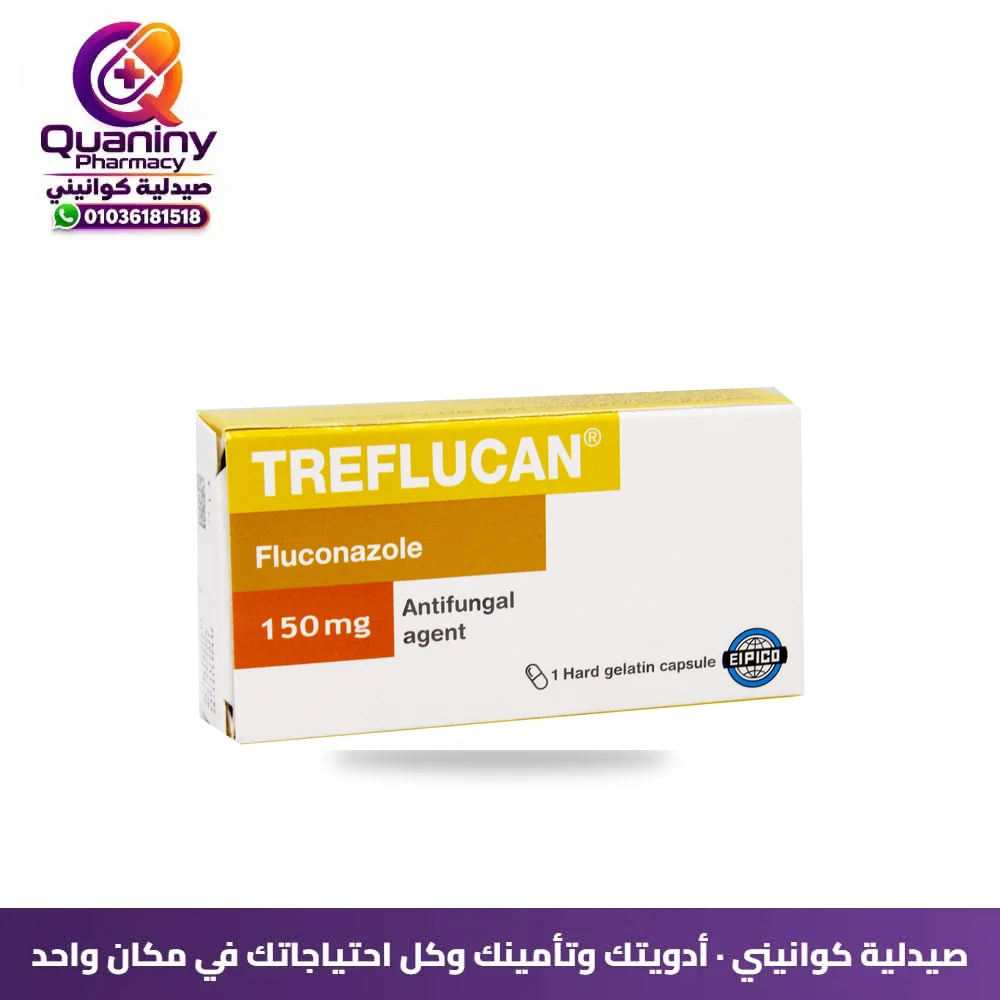 Quaniny
Pharmacy
صيدلية كوانيني
01036181518
TREFLUCAN®
Fluconazole
150 mg
Antifungal
agent
1 Hard gelatin capsule
EIPICO
صيدلية كوانيني · أدويتك وتأمينك وكل احتياجاتك في مكان واحد